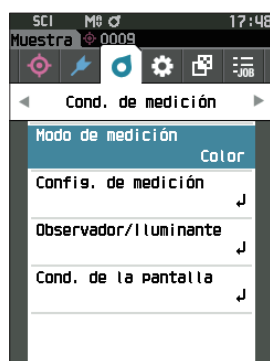 SCI M0 17:48
Muestra 0009
JOB
Cond. de medición
Modo de medición
Color
Config. de medición
Observador/Iluminante
Cond. de la pantalla